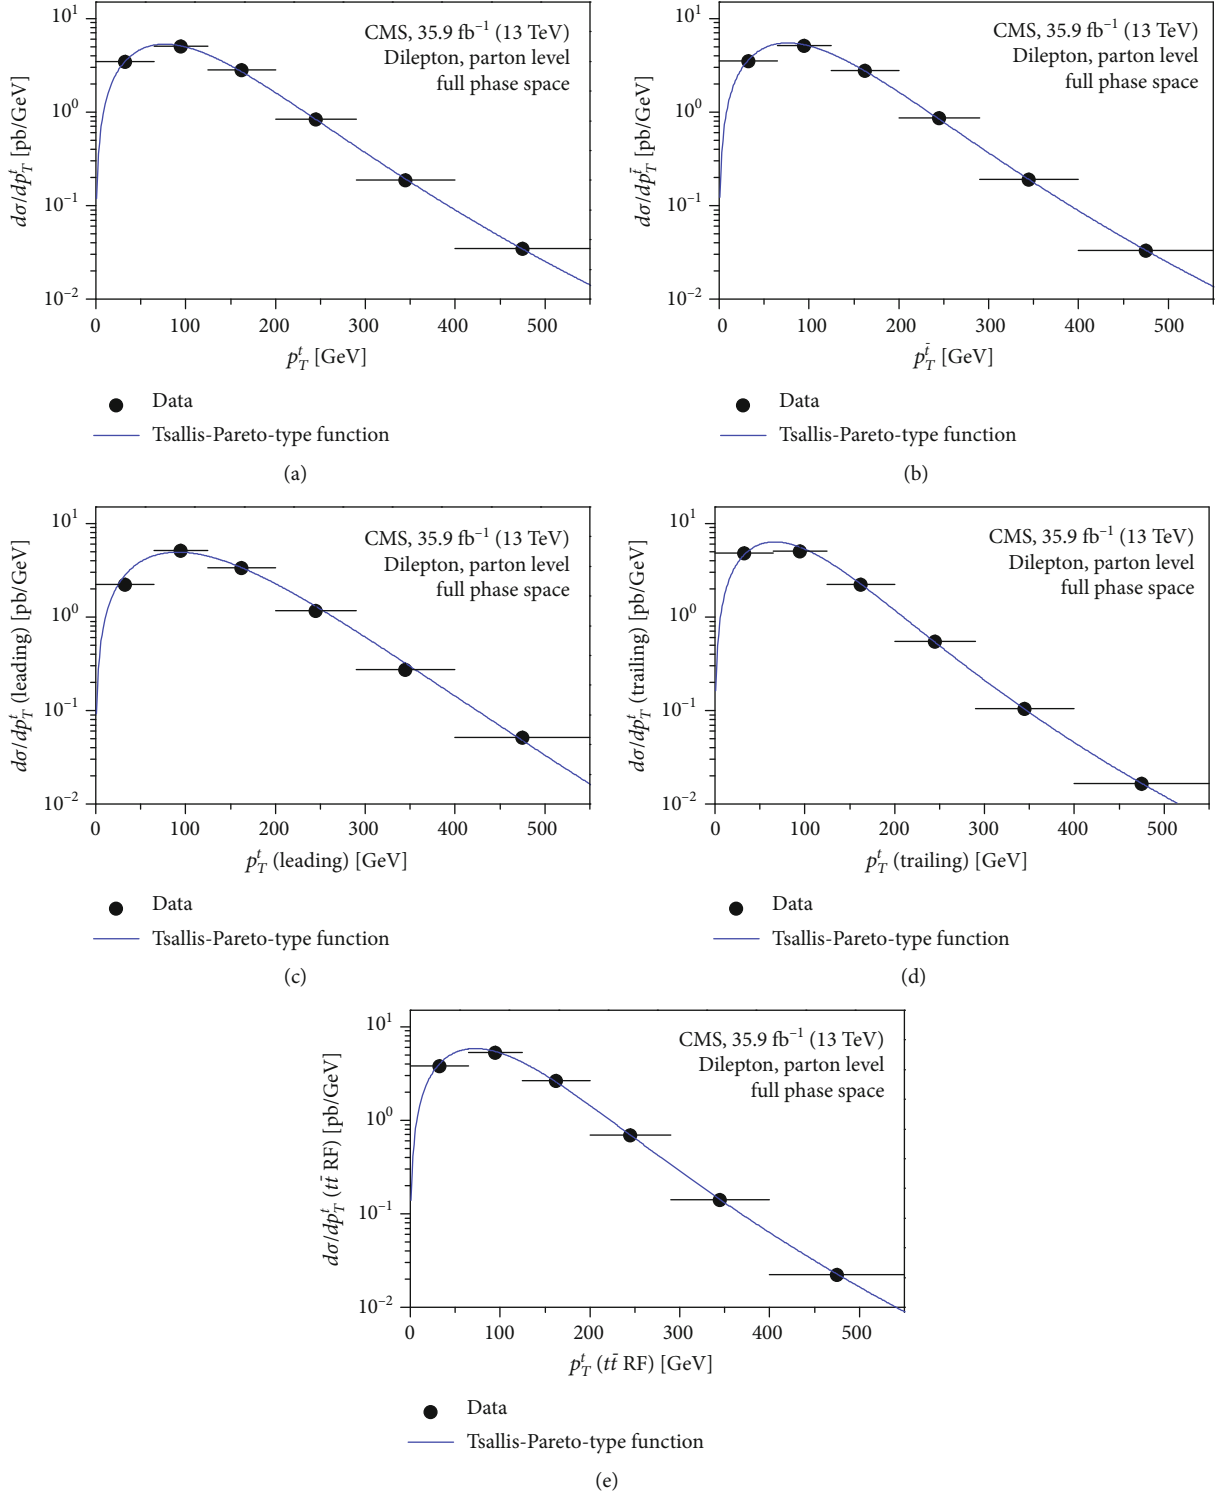 10¹
10⁰
10⁻¹
10⁻²
dσ/dp_T^t [pb/GeV]
CMS, 35.9 fb⁻¹ (13 TeV)
Dilepton, parton level
full phase space
0 100 200 300 400 500
p_T^t [GeV]
Data
Tsallis-Pareto-type function
(a)
10¹
10⁰
10⁻¹
10⁻²
dσ/dp_T^t̄ [pb/GeV]
CMS, 35.9 fb⁻¹ (13 TeV)
Dilepton, parton level
full phase space
0 100 200 300 400 500
p_T^t̄ [GeV]
Data
Tsallis-Pareto-type function
(b)
10¹
10⁰
10⁻¹
10⁻²
dσ/dp_T^t (leading) [pb/GeV]
CMS, 35.9 fb⁻¹ (13 TeV)
Dilepton, parton level
full phase space
0 100 200 300 400 500
p_T^t (leading) [GeV]
Data
Tsallis-Pareto-type function
(c)
10¹
10⁰
10⁻¹
10⁻²
dσ/dp_T^t (trailing) [pb/GeV]
CMS, 35.9 fb⁻¹ (13 TeV)
Dilepton, parton level
full phase space
0 100 200 300 400 500
p_T^t (trailing) [GeV]
Data
Tsallis-Pareto-type function
(d)
10¹
10⁰
10⁻¹
10⁻²
dσ/dp_T^t (tt̄ RF) [pb/GeV]
CMS, 35.9 fb⁻¹ (13 TeV)
Dilepton, parton level
full phase space
0 100 200 300 400 500
p_T^t (tt̄ RF) [GeV]
Data
Tsallis-Pareto-type function
(e)